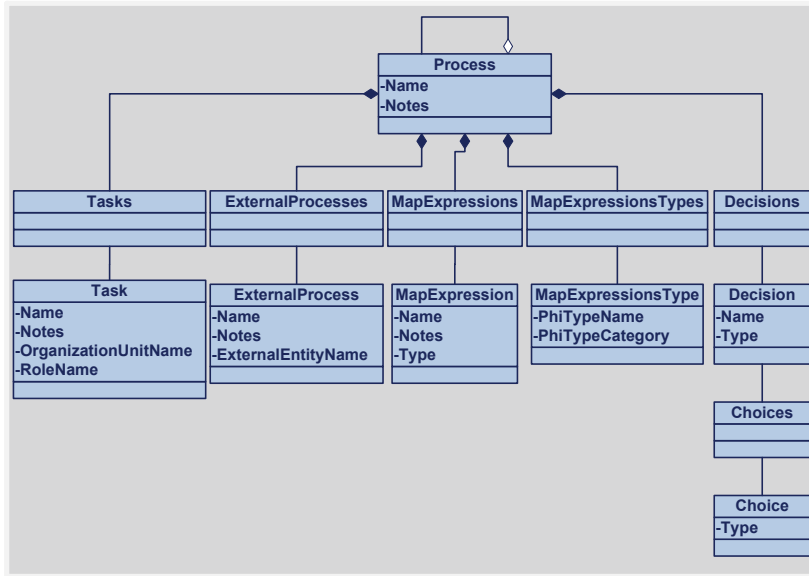 Process
-Name
-Notes
Tasks
ExternalProcesses
MapExpressions
MapExpressionsTypes
Decisions
Task
-Name
-Notes
-OrganizationUnitName
-RoleName
ExternalProcess
-Name
-Notes
-ExternalEntityName
MapExpression
-Name
-Notes
-Type
MapExpressionsType
-PhiTypeName
-PhiTypeCategory
Decision
-Name
-Type
Choices
Choice
-Type